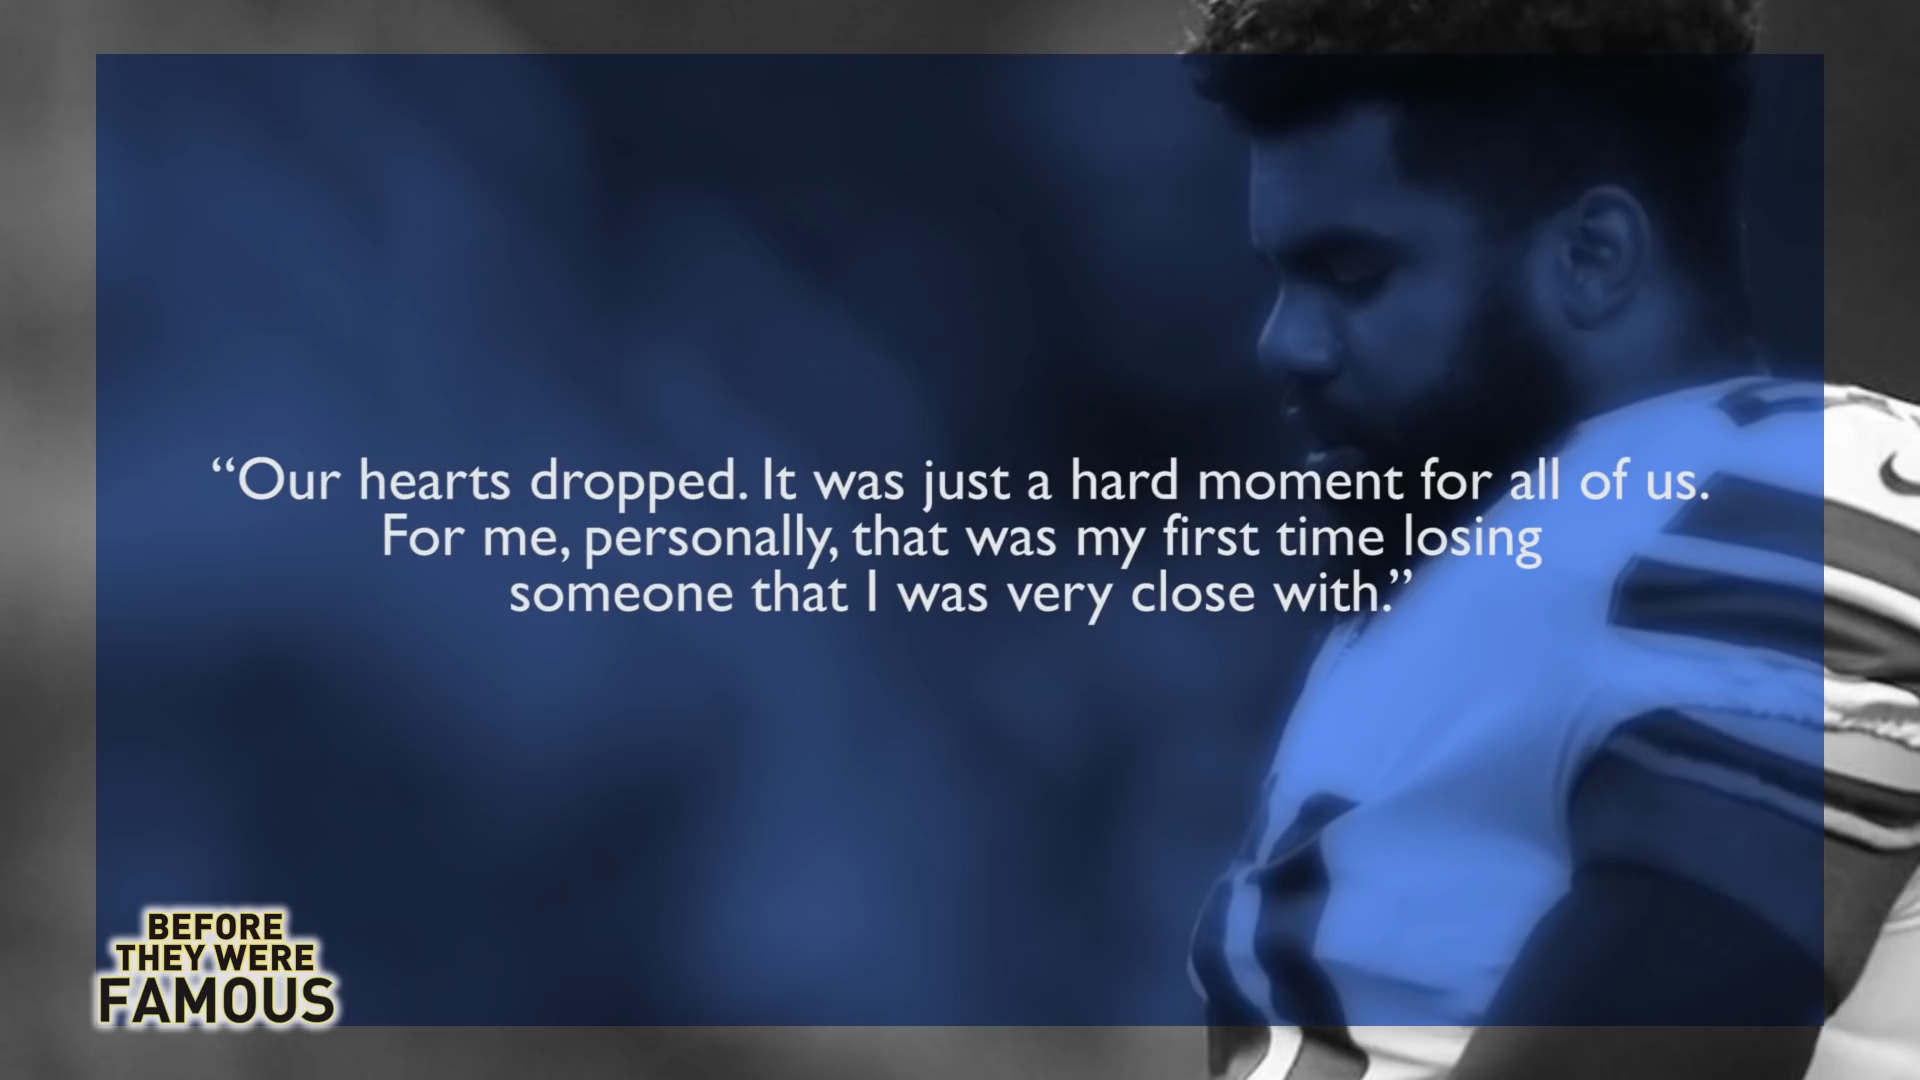 “Our hearts dropped. It was just a hard moment for all of us.
For me, personally, that was my first time losing
someone that I was very close with.”
BEFORE
THEY WERE
FAMOUS